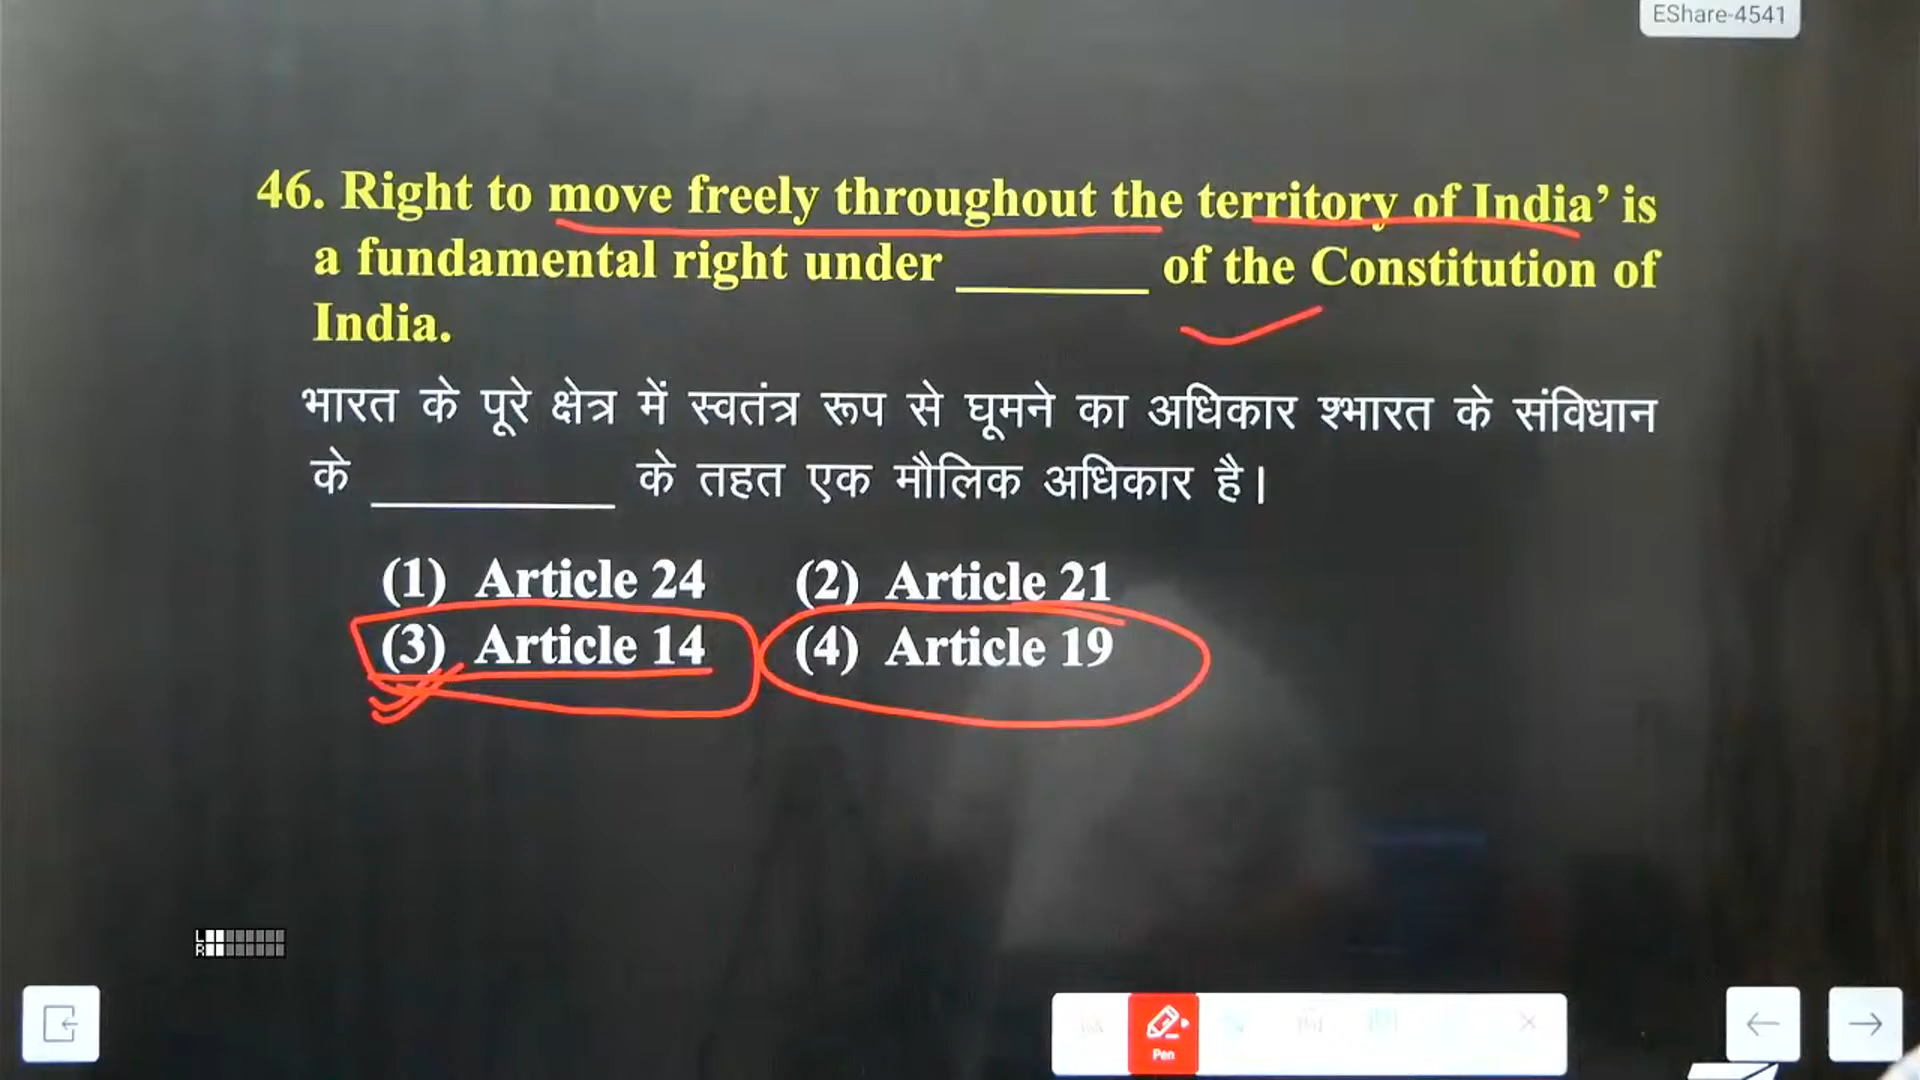 EShare-4541
46. Right to move freely throughout the territory of India’ is
a fundamental right under ________ of the Constitution of
India.
भारत के पूरे क्षेत्र में स्वतंत्र रूप से घूमने का अधिकार श्भारत के संविधान
के __________ के तहत एक मौलिक अधिकार है।
(1) Article 24 (2) Article 21
(3) Article 14 (4) Article 19
L
R
Pen